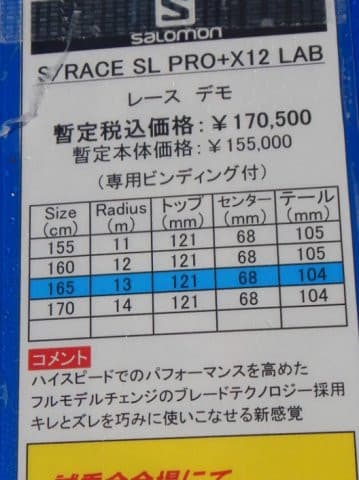 salomon
S/RACE SL PRO+X12 LAB
レース デモ
暫定税込価格：￥170,500
暫定本体価格：￥155,000
（専用ビンディング付）
Size (cm) Radius (m) トップ (mm) センター (mm) テール (mm)
155 11 121 68 105
160 12 121 68 105
165 13 121 68 104
170 14 121 68 104
コメント
ハイスピードでのパフォーマンスを高めた
フルモデルチェンジのブレードテクノロジー採用
キレとズレを巧みに使いこなせる新感覚